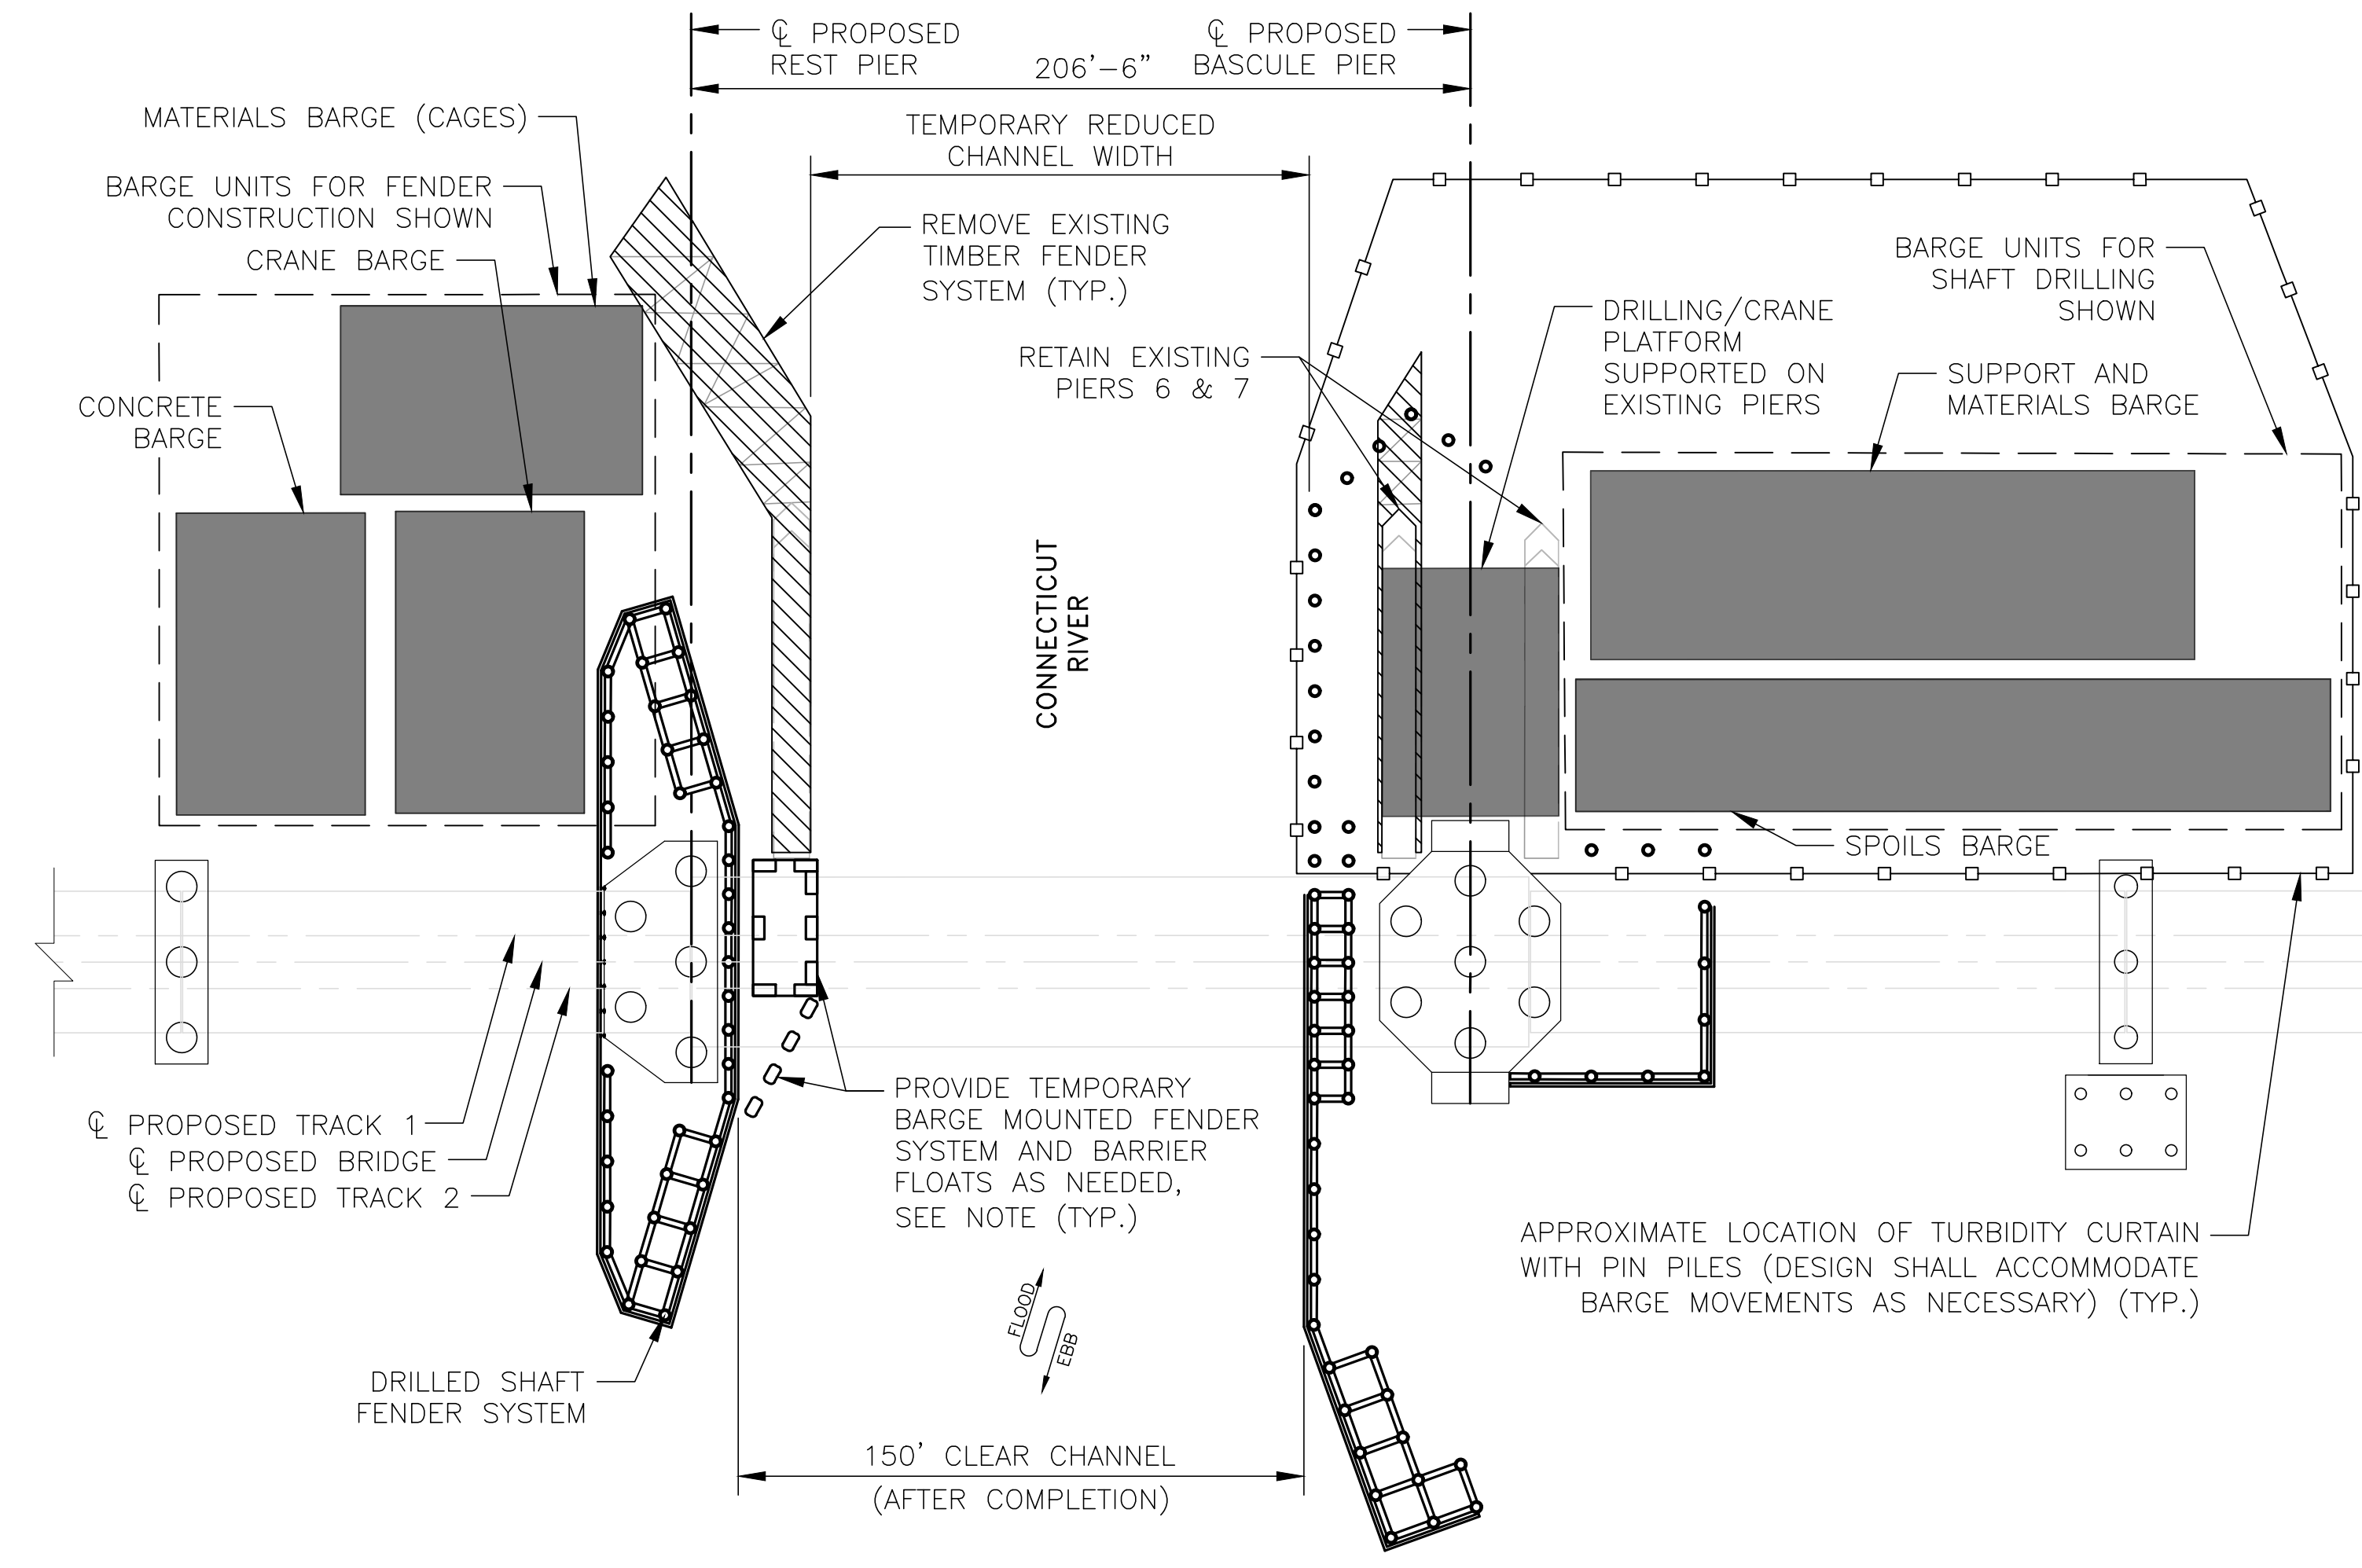 ℄ PROPOSED
REST PIER
℄ PROPOSED
BASCULE PIER
206'-6"
MATERIALS BARGE (CAGES)
TEMPORARY REDUCED
CHANNEL WIDTH
BARGE UNITS FOR FENDER
CONSTRUCTION SHOWN
CRANE BARGE
REMOVE EXISTING
TIMBER FENDER
SYSTEM (TYP.)
BARGE UNITS FOR
SHAFT DRILLING
SHOWN
DRILLING/CRANE
PLATFORM
SUPPORTED ON
EXISTING PIERS
RETAIN EXISTING
PIERS 6 & 7
SUPPORT AND
MATERIALS BARGE
CONCRETE
BARGE
CONNECTICUT
RIVER
SPOILS BARGE
℄ PROPOSED TRACK 1
℄ PROPOSED BRIDGE
℄ PROPOSED TRACK 2
PROVIDE TEMPORARY
BARGE MOUNTED FENDER
SYSTEM AND BARRIER
FLOATS AS NEEDED,
SEE NOTE (TYP.)
APPROXIMATE LOCATION OF TURBIDITY CURTAIN
WITH PIN PILES (DESIGN SHALL ACCOMMODATE
BARGE MOVEMENTS AS NECESSARY) (TYP.)
FLOOD
EBB
DRILLED SHAFT
FENDER SYSTEM
150' CLEAR CHANNEL
(AFTER COMPLETION)